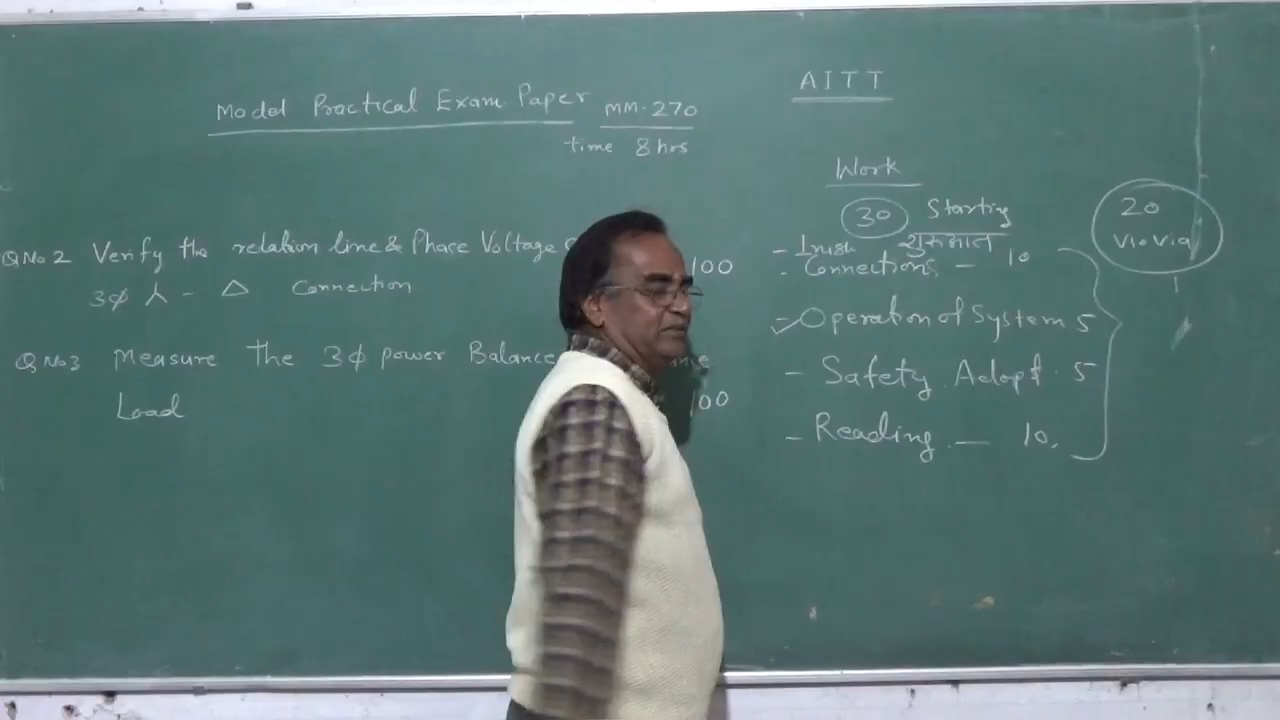 Model Practical Exam Paper MM. 270
time 8 hrs
Q No 2 Verify the relation line & Phase Voltage
3φ ⅄ - △ Connection
100
Q No 3 Measure The 3φ power Balance
Load
100
AITT
Work
30 Starting
शुरुआत
- Connections — 10
- Operation of System 5
- Safety Adopt. 5
- Reading — 10.
20
VioVia